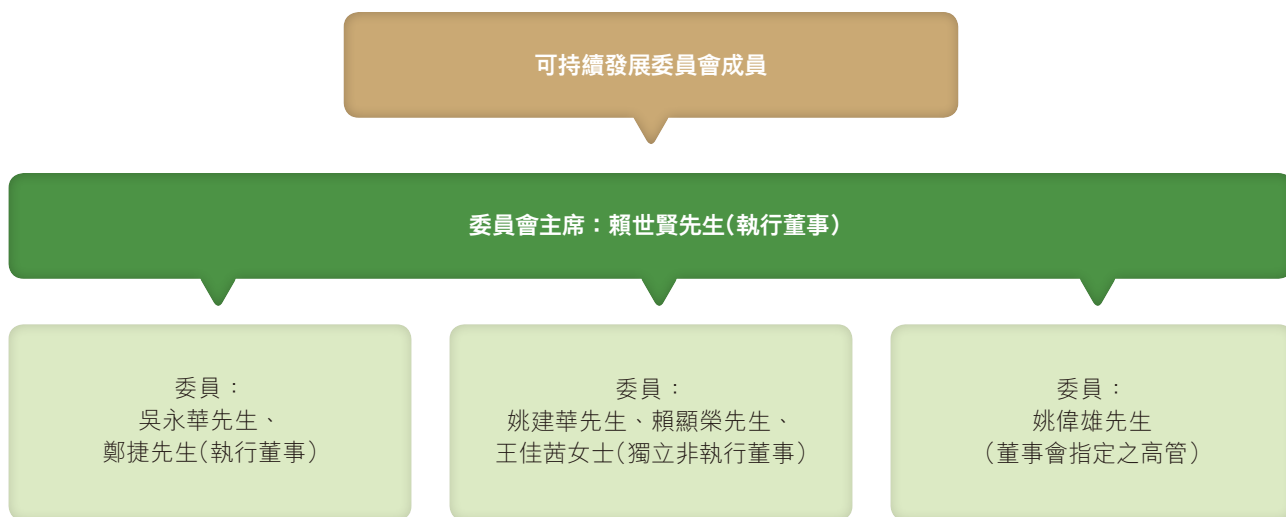 可持續發展委員會成員
委員會主席：賴世賢先生(執行董事)
委員：
吳永華先生、
鄭捷先生(執行董事)
委員：
姚建華先生、賴顯榮先生、
王佳茜女士(獨立非執行董事)
委員：
姚偉雄先生
(董事會指定之高管)